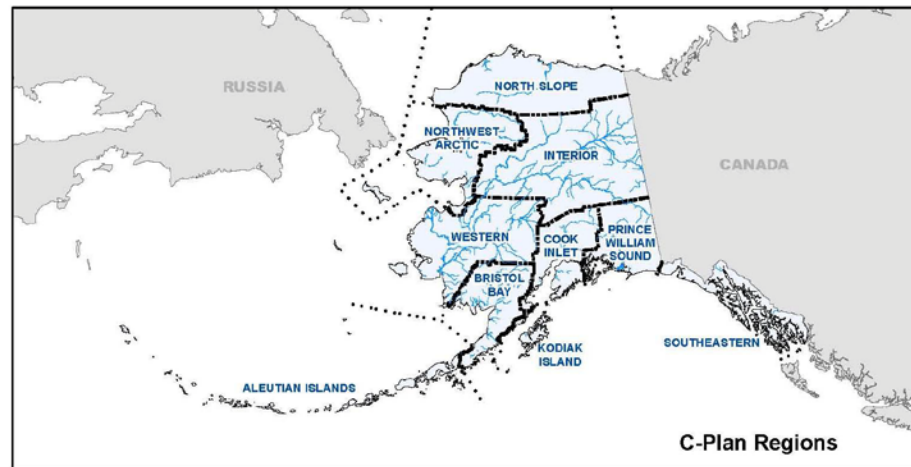 RUSSIA
NORTH SLOPE
NORTHWEST
ARCTIC
INTERIOR
CANADA
WESTERN
COOK
INLET
PRINCE
WILLIAM
SOUND
BRISTOL
BAY
KODIAK
ISLAND
SOUTHEASTERN
ALEUTIAN ISLANDS
C-Plan Regions